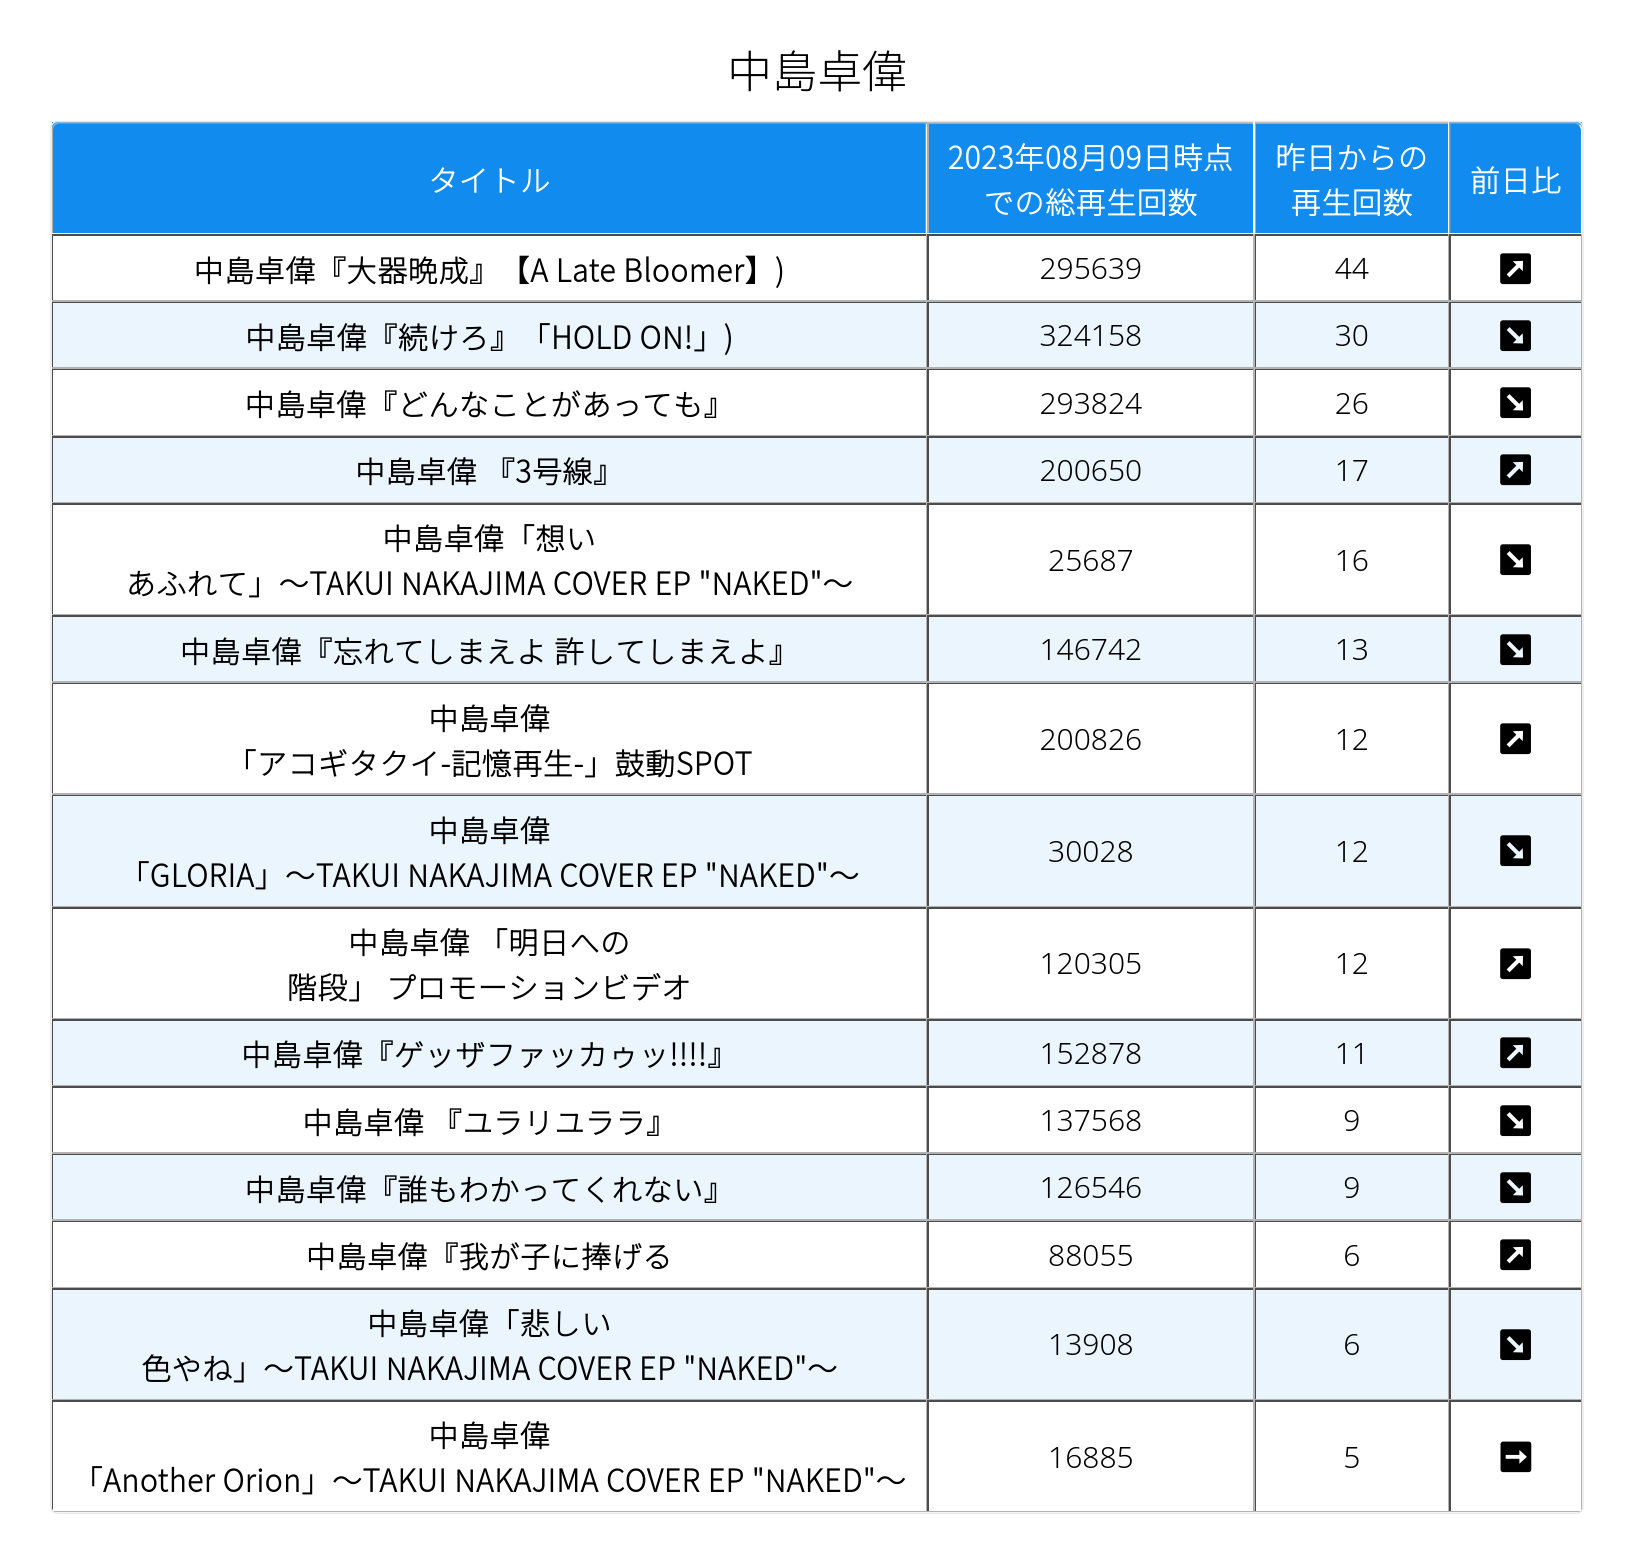 中島卓偉
タイトル
2023年08月09日時点
での総再生回数
昨日からの
再生回数
前日比
中島卓偉『大器晩成』【A Late Bloomer】) 295639 44 ↗
中島卓偉『続けろ』「HOLD ON!」) 324158 30 ↘
中島卓偉『どんなことがあっても』 293824 26 ↘
中島卓偉 『3号線』 200650 17 ↗
中島卓偉「想い
あふれて」〜TAKUI NAKAJIMA COVER EP "NAKED"〜 25687 16 ↘
中島卓偉『忘れてしまえよ 許してしまえよ』 146742 13 ↘
中島卓偉
「アコギタクイ-記憶再生-」鼓動SPOT 200826 12 ↗
中島卓偉
「GLORIA」〜TAKUI NAKAJIMA COVER EP "NAKED"〜 30028 12 ↘
中島卓偉 「明日への
階段」 プロモーションビデオ 120305 12 ↗
中島卓偉『ゲッザファッカゥッ!!!!』 152878 11 ↗
中島卓偉 『ユラリユララ』 137568 9 ↘
中島卓偉『誰もわかってくれない』 126546 9 ↘
中島卓偉『我が子に捧げる 88055 6 ↗
中島卓偉「悲しい
色やね」〜TAKUI NAKAJIMA COVER EP "NAKED"〜 13908 6 ↘
中島卓偉
「Another Orion」〜TAKUI NAKAJIMA COVER EP "NAKED"〜 16885 5 →